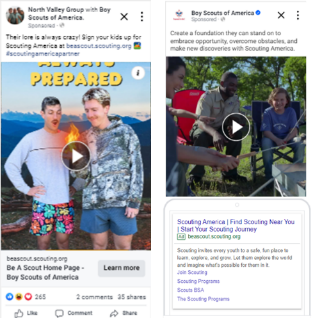 North Valley Group with Boy
Scouts of America.
Sponsored ·
Their lore is always crazy! Sign your kids up for
Scouting America at beascout.scouting.org
#scoutingamericapartner
ALWAYS
PREPARED
beascout.scouting.org
Be A Scout Home Page -
Boy Scouts of America
Learn more
265
2 comments 35 shares
Like
Comment
Share
Boy Scouts of America
Sponsored ·
Create a foundation they can stand on to
embrace opportunity, overcome obstacles, and
make new discoveries with Scouting America.
Scouting America | Find Scouting Near You
| Start Your Scouting Journey
Ad beascout.scouting.org
Scouting invites every youth to a safe, fun place to
learn, explore, and grow. Let them explore the world
and imagine what's possible for them in it.
Join Scouting
Scouting Programs
Scouts BSA
The Scouting Programs